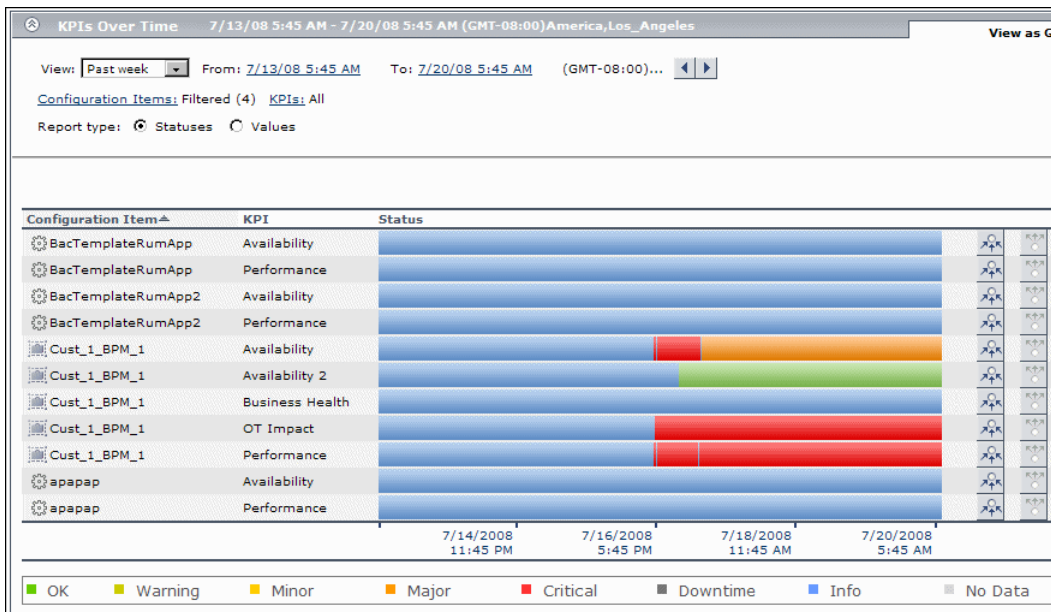 KPIs Over Time 7/13/08 5:45 AM - 7/20/08 5:45 AM (GMT-08:00)America,Los_Angeles
View as G
View: Past week From: 7/13/08 5:45 AM To: 7/20/08 5:45 AM (GMT-08:00)...
Configuration Items: Filtered (4) KPIs: All
Report type: Statuses Values
Configuration Item KPI Status
BacTemplateRumApp Availability
BacTemplateRumApp Performance
BacTemplateRumApp2 Availability
BacTemplateRumApp2 Performance
Cust_1_BPM_1 Availability
Cust_1_BPM_1 Availability 2
Cust_1_BPM_1 Business Health
Cust_1_BPM_1 OT Impact
Cust_1_BPM_1 Performance
apapap Availability
apapap Performance
7/14/2008 7/16/2008 7/18/2008 7/20/2008
11:45 PM 5:45 PM 11:45 AM 5:45 AM
OK Warning Minor Major Critical Downtime Info No Data